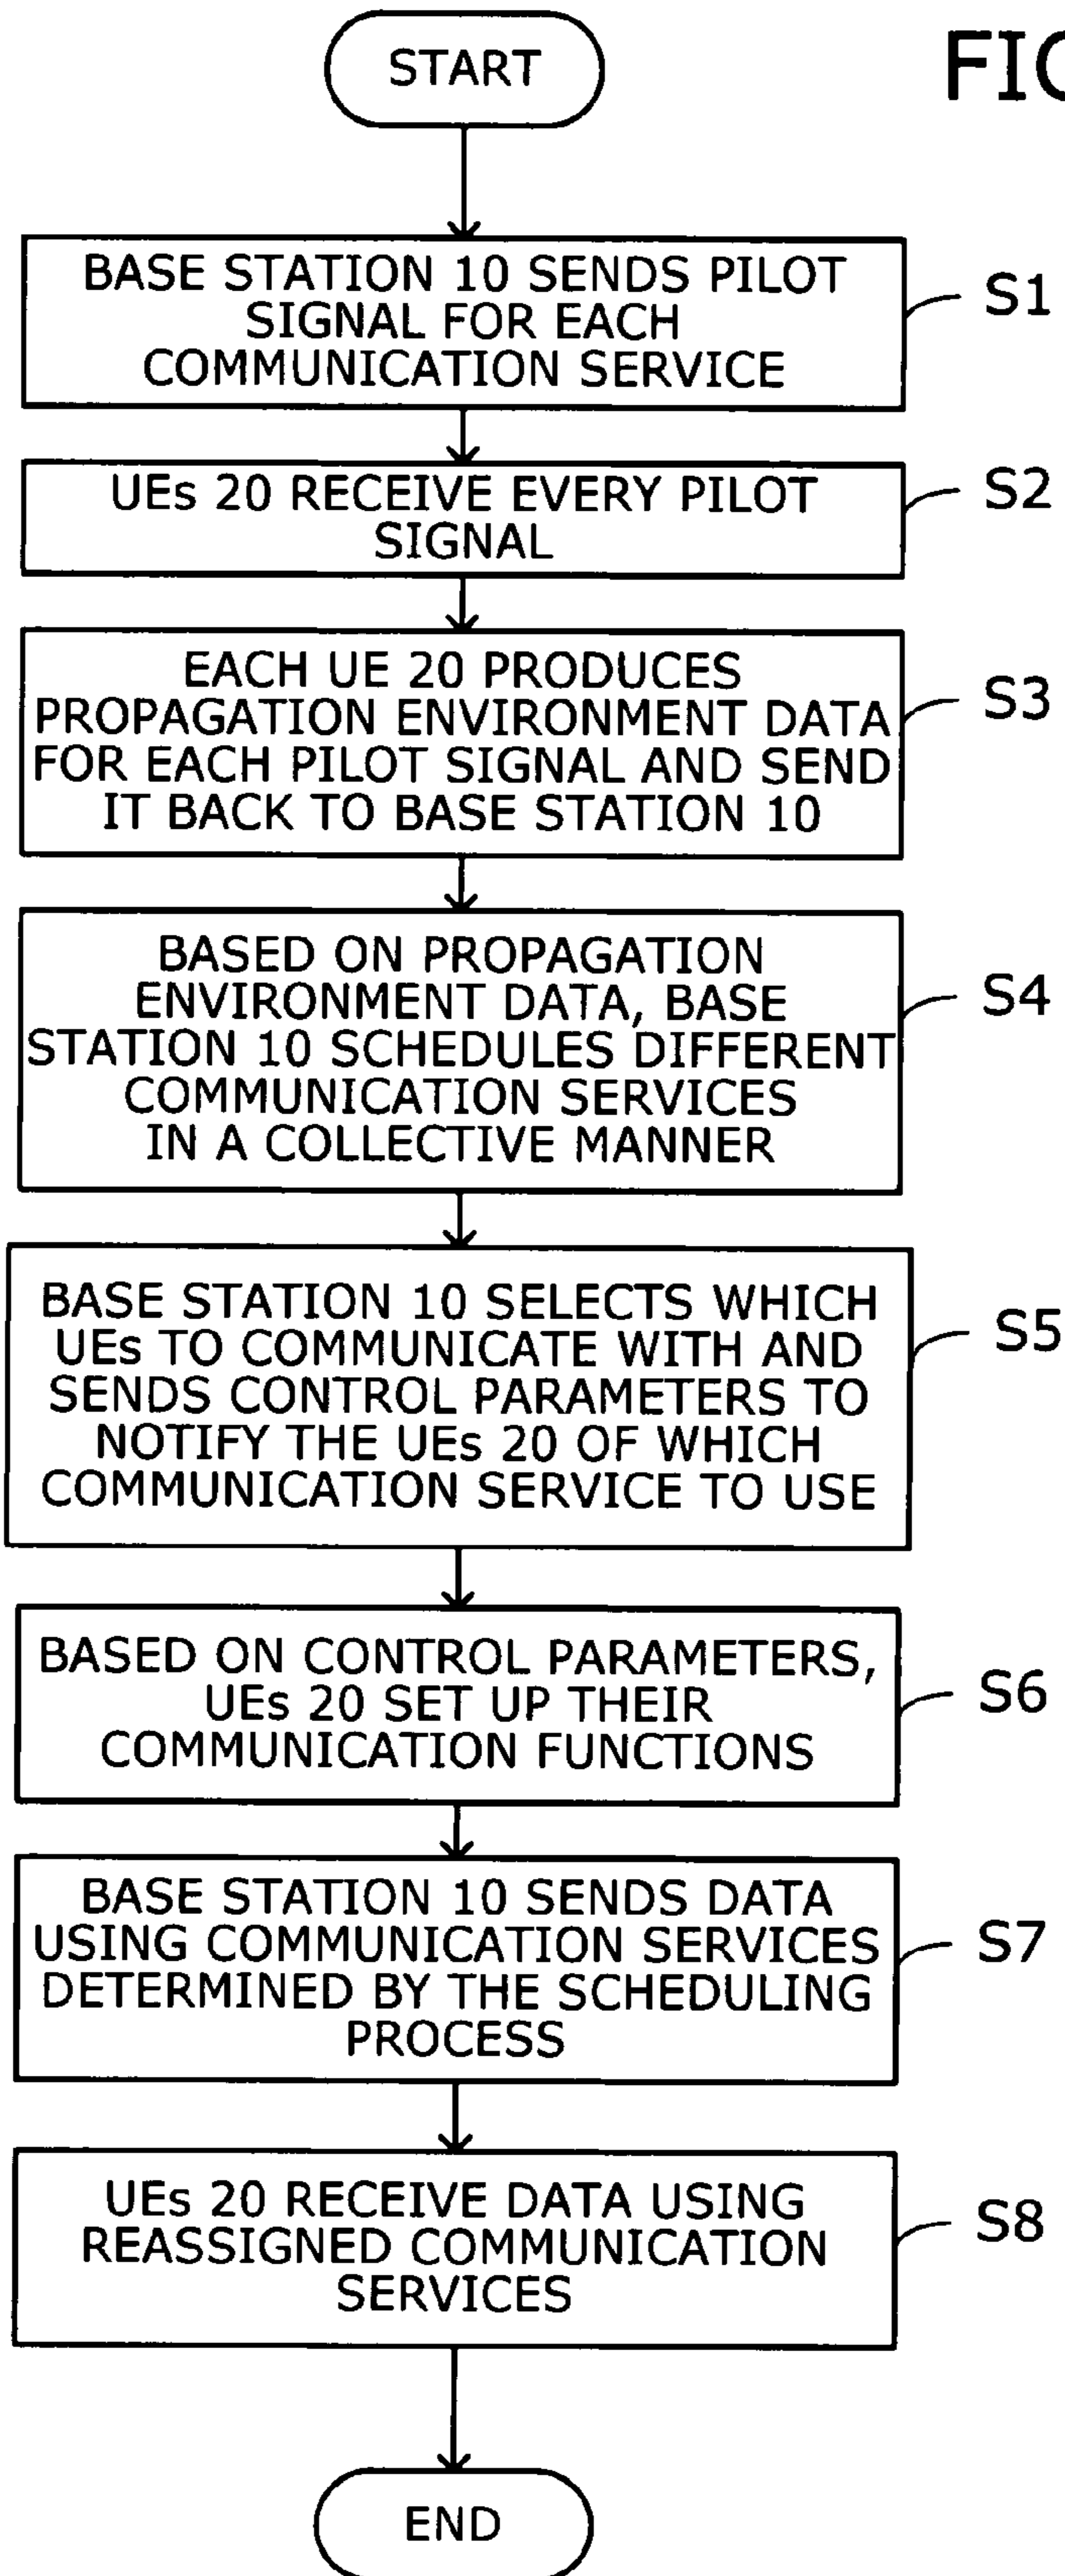 START
FIG
BASE STATION 10 SENDS PILOT
SIGNAL FOR EACH
COMMUNICATION SERVICE
S1
UEs 20 RECEIVE EVERY PILOT
SIGNAL
S2
EACH UE 20 PRODUCES
PROPAGATION ENVIRONMENT DATA
FOR EACH PILOT SIGNAL AND SEND
IT BACK TO BASE STATION 10
S3
BASED ON PROPAGATION
ENVIRONMENT DATA, BASE
STATION 10 SCHEDULES DIFFERENT
COMMUNICATION SERVICES
IN A COLLECTIVE MANNER
S4
BASE STATION 10 SELECTS WHICH
UEs TO COMMUNICATE WITH AND
SENDS CONTROL PARAMETERS TO
NOTIFY THE UEs 20 OF WHICH
COMMUNICATION SERVICE TO USE
S5
BASED ON CONTROL PARAMETERS,
UEs 20 SET UP THEIR
COMMUNICATION FUNCTIONS
S6
BASE STATION 10 SENDS DATA
USING COMMUNICATION SERVICES
DETERMINED BY THE SCHEDULING
PROCESS
S7
UEs 20 RECEIVE DATA USING
REASSIGNED COMMUNICATION
SERVICES
S8
END